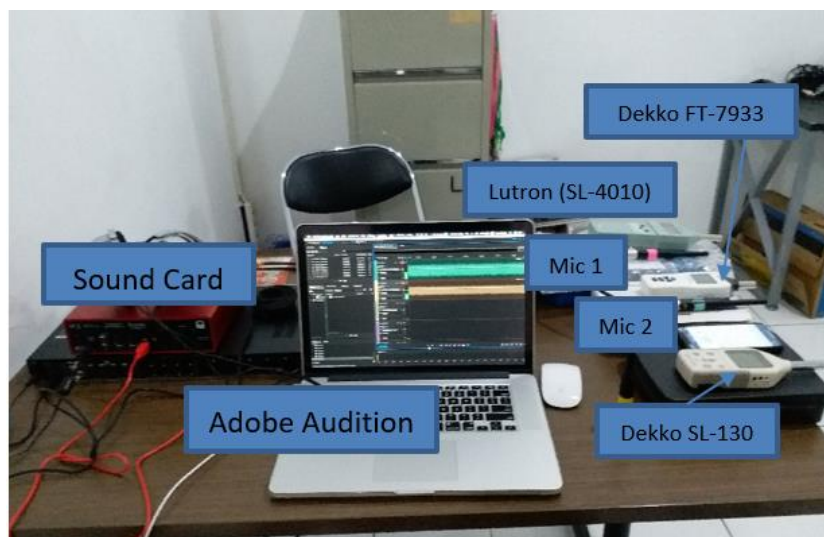 Dekko FT-7933
Lutron (SL-4010)
Mic 1
Sound Card
Mic 2
Adobe Audition
Dekko SL-130